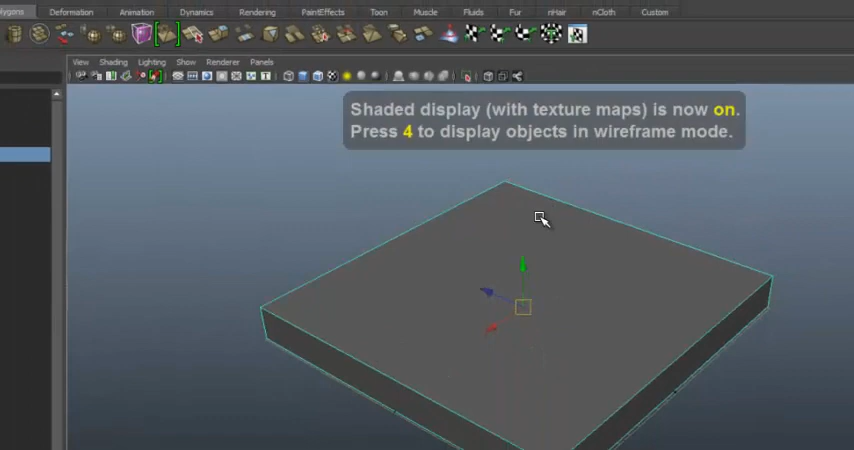 lygons Deformation Animation Dynamics Rendering PaintEffects Toon Muscle Fluids Fur nHair nCloth Custom
View Shading Lighting Show Renderer Panels
Shaded display (with texture maps) is now on.
Press 4 to display objects in wireframe mode.